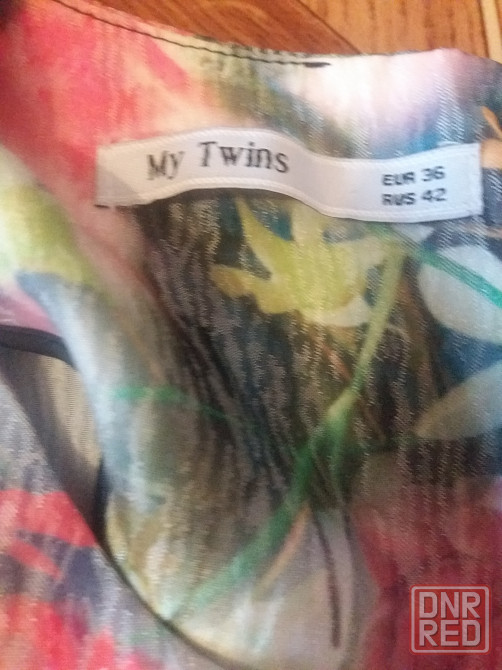 My Twins
EUR 36
RUS 42
DNR
RED